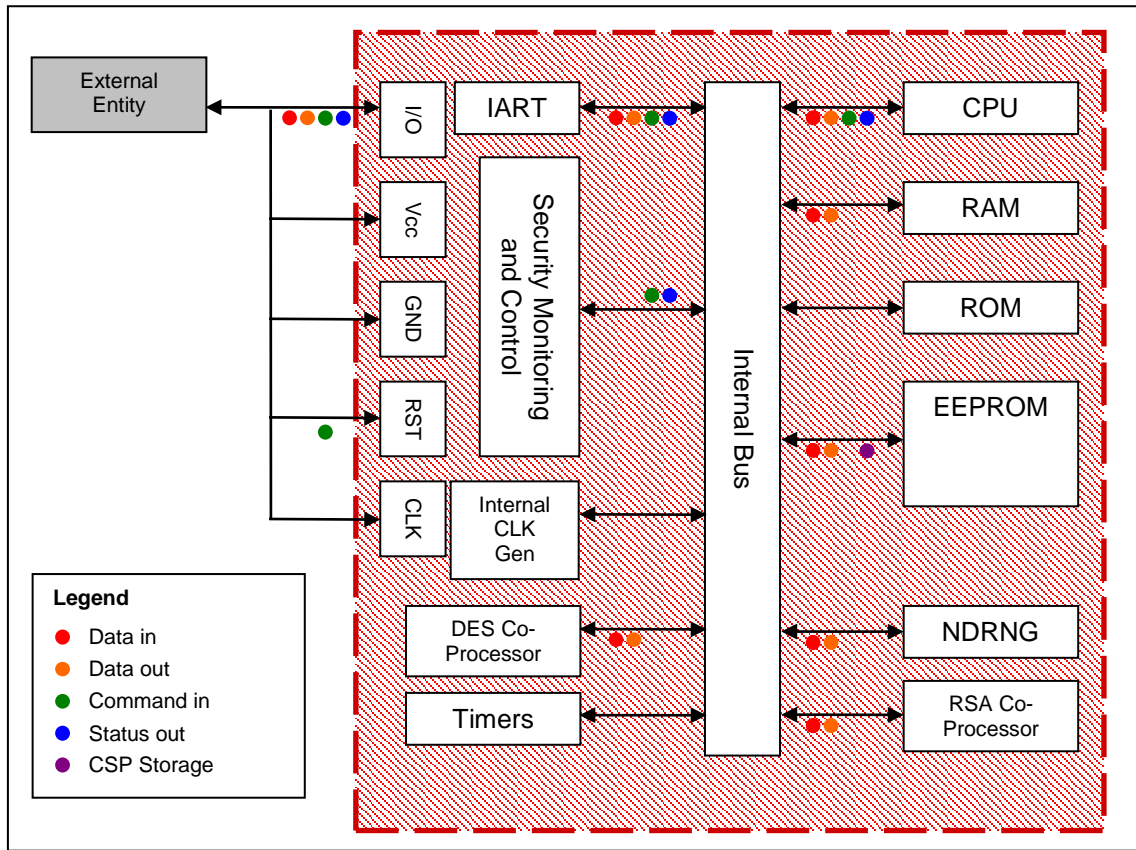 External
Entity
I/O
IART
CPU
Vcc
Security Monitoring
and Control
RAM
GND
Internal Bus
ROM
RST
EEPROM
CLK
Internal
CLK
Gen
Legend
Data in
Data out
Command in
Status out
CSP Storage
DES Co-
Processor
NDRNG
Timers
RSA Co-
Processor